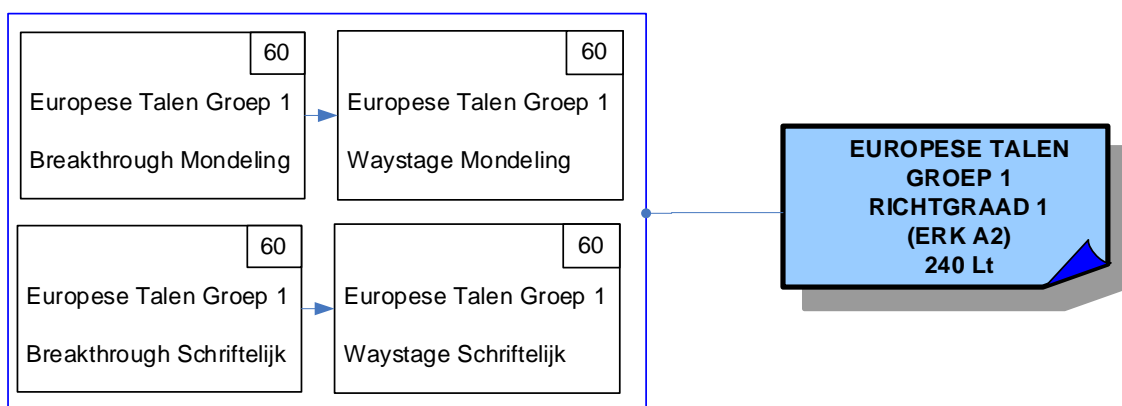 60
Europese Talen Groep 1
Breakthrough Mondeling
60
Europese Talen Groep 1
Waystage Mondeling
60
Europese Talen Groep 1
Breakthrough Schriftelijk
60
Europese Talen Groep 1
Waystage Schriftelijk
EUROPESE TALEN
GROEP 1
RICHTGRAAD 1
(ERK A2)
240 Lt